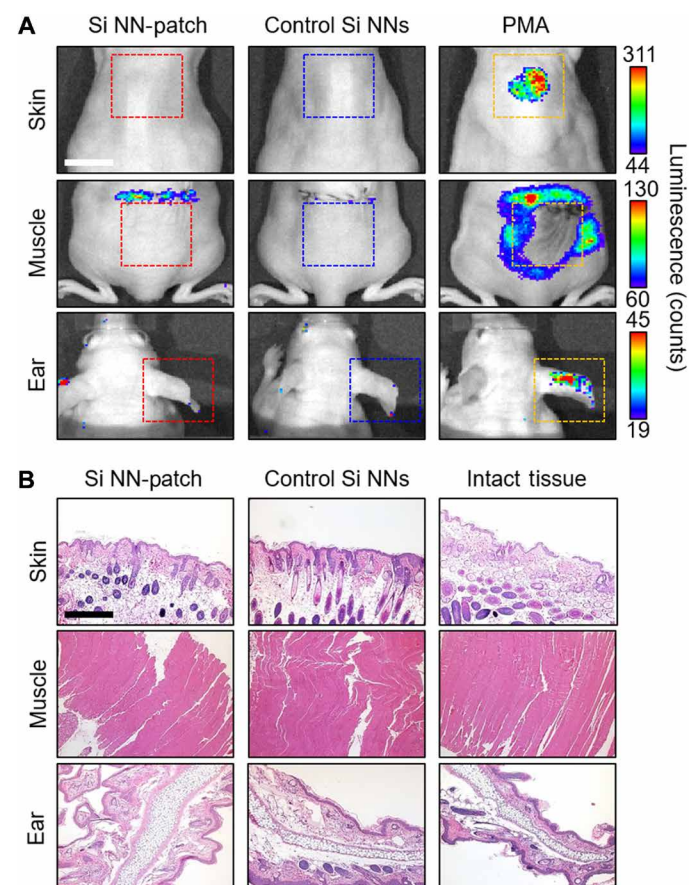 A
Si NN-patch Control Si NNs PMA
Skin
Muscle
Ear
311
44
130
60
45
19
Luminescence (counts)
B
Si NN-patch Control Si NNs Intact tissue
Skin
Muscle
Ear